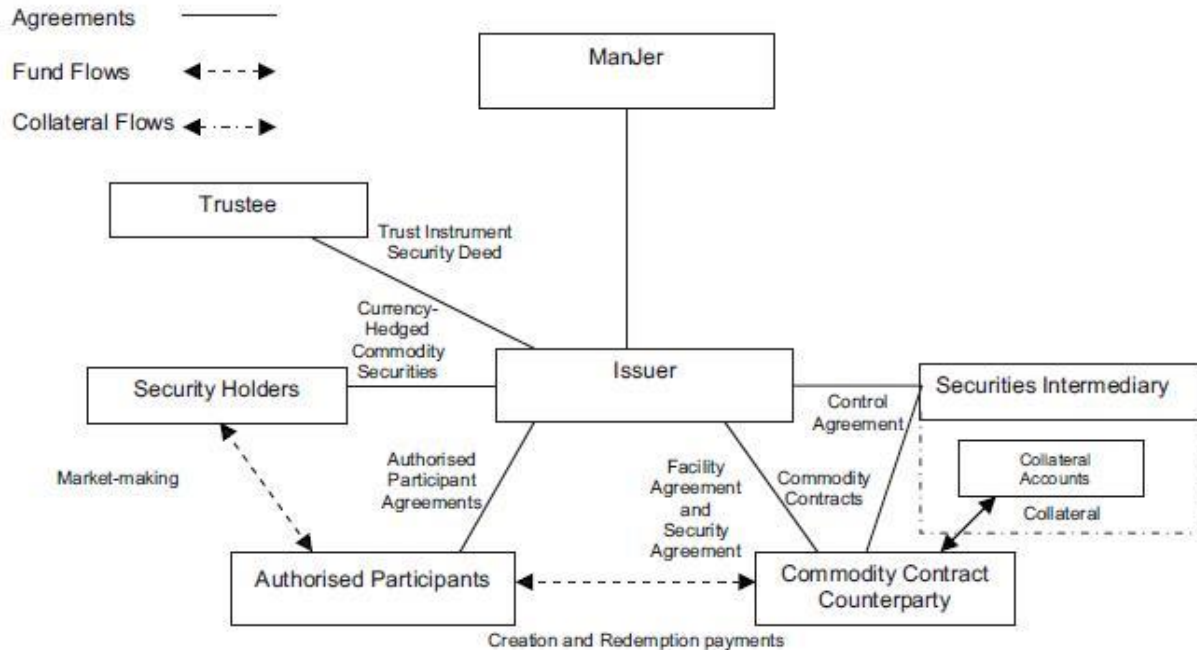 Agreements
Fund Flows
Collateral Flows
ManJer
Trustee
Trust Instrument
Security Deed
Currency-
Hedged
Commodity
Securities
Issuer
Security Holders
Securities Intermediary
Control
Agreement
Collateral
Accounts
Collateral
Market-making
Authorised
Participant
Agreements
Facility
Agreement
and
Security
Agreement
Commodity
Contracts
Authorised Participants
Commodity Contract
Counterparty
Creation and Redemption payments